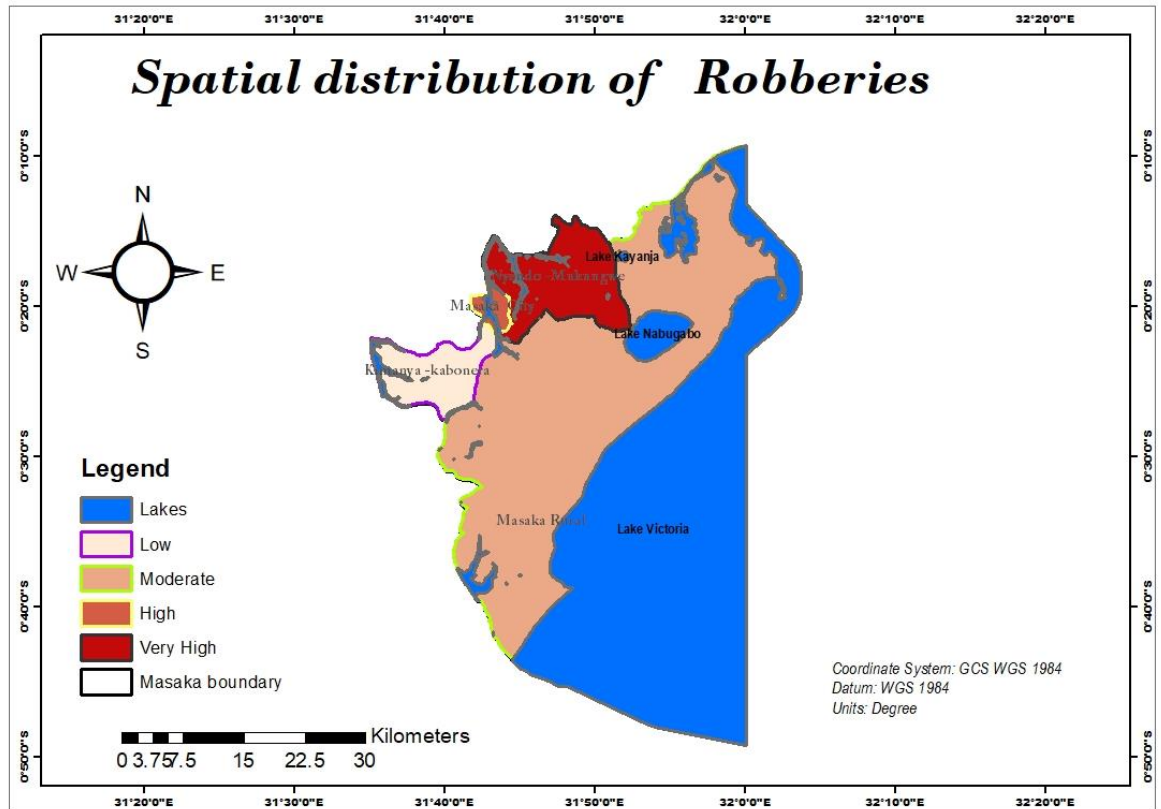 31°20'0"E 31°30'0"E 31°40'0"E 31°50'0"E 32°0'0"E 32°10'0"E 32°20'0"E
Spatial distribution of Robberies
0°10'0"S 0°10'0"S
N
W E
S
Lake Kayanja
Masaka City
0°20'0"S 0°20'0"S
Lake Nabugabo
-kabonera
0°30'0"S 0°30'0"S
Legend
Lakes
Low
Moderate
High
Very High
Masaka boundary
Masaka Rural
Lake Victoria
0°40'0"S 0°40'0"S
Coordinate System: GCS WGS 1984
Datum: WGS 1984
Units: Degree
Kilometers
0 3.75 7.5 15 22.5 30
0°50'0"S 0°50'0"S
31°20'0"E 31°30'0"E 31°40'0"E 31°50'0"E 32°0'0"E 32°10'0"E 32°20'0"E